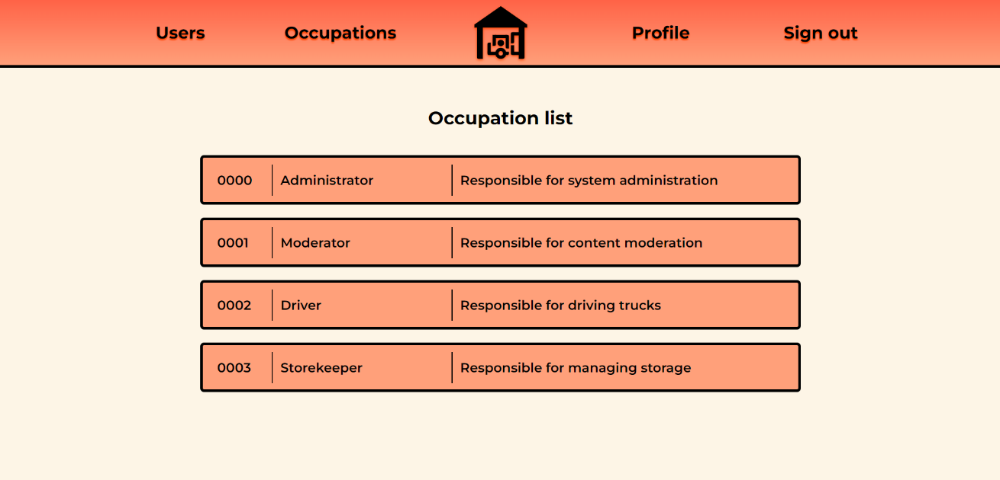 Users Occupations Profile Sign out
Occupation list
0000 Administrator Responsible for system administration
0001 Moderator Responsible for content moderation
0002 Driver Responsible for driving trucks
0003 Storekeeper Responsible for managing storage